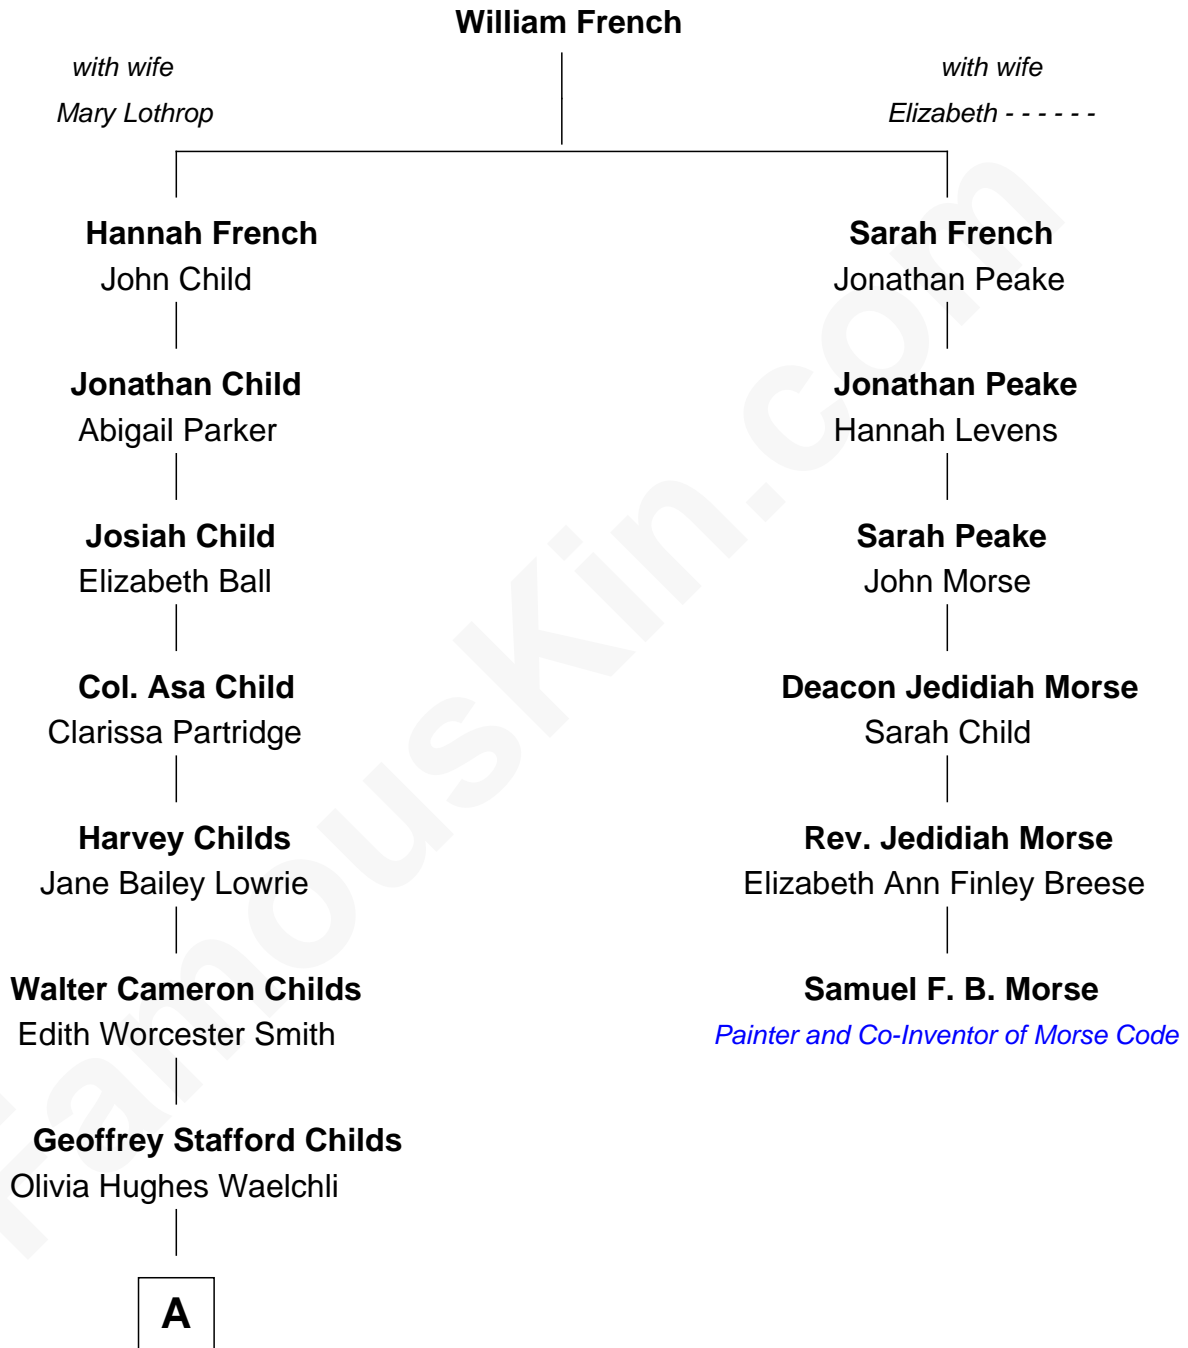 William French
with wife
Mary Lothrop
with wife
Elizabeth - - - - - -
Hannah French
John Child
Sarah French
Jonathan Peake
Jonathan Child
Abigail Parker
Jonathan Peake
Hannah Levens
Josiah Child
Elizabeth Ball
Sarah Peake
John Morse
Col. Asa Child
Clarissa Partridge
Deacon Jedidiah Morse
Sarah Child
Harvey Childs
Jane Bailey Lowrie
Rev. Jedidiah Morse
Elizabeth Ann Finley Breese
Walter Cameron Childs
Edith Worcester Smith
Samuel F. B. Morse
Painter and Co-Inventor of Morse Code
Geoffrey Stafford Childs
Olivia Hughes Waelchli
A
FamousKin.com